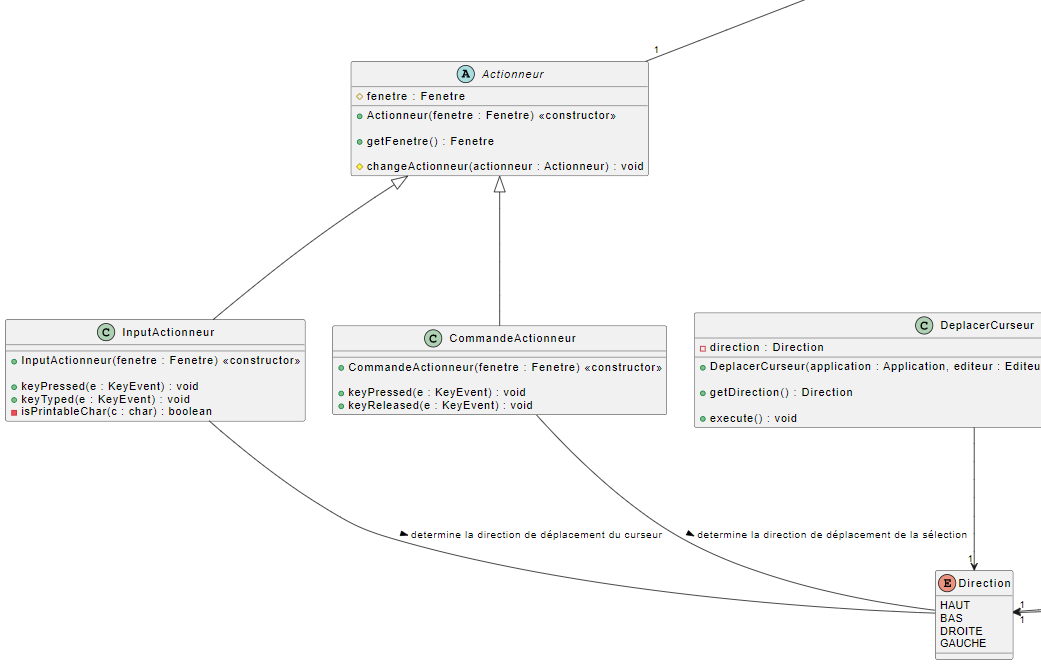 1
A Actionneur
fenetre : Fenetre
Actionneur(fenetre : Fenetre) «constructor»
getFenetre() : Fenetre
changeActionneur(actionneur : Actionneur) : void
C InputActionneur
InputActionneur(fenetre : Fenetre) «constructor»
keyPressed(e : KeyEvent) : void
keyTyped(e : KeyEvent) : void
isPrintableChar(c : char) : boolean
C CommandeActionneur
CommandeActionneur(fenetre : Fenetre) «constructor»
keyPressed(e : KeyEvent) : void
keyReleased(e : KeyEvent) : void
C DeplacerCurseur
direction : Direction
DeplacerCurseur(application : Application, editeur : Editeu
getDirection() : Direction
execute() : void
determine la direction de déplacement du curseur
determine la direction de déplacement de la sélection
1
E Direction
HAUT
BAS
DROITE
GAUCHE
1
1